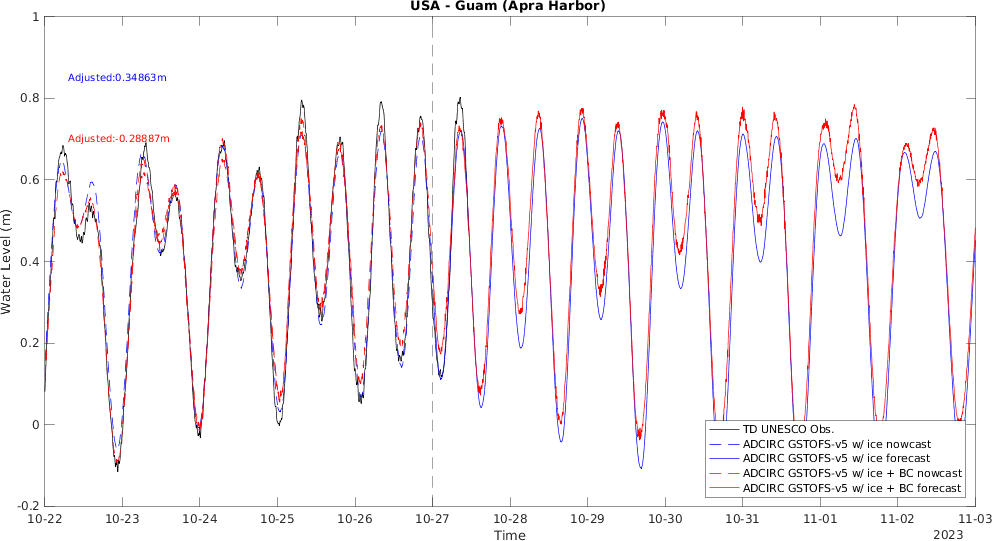 USA - Guam (Apra Harbor)
1
0.8
0.6
0.4
0.2
0
-0.2
Water Level (m)
Adjusted:0.34863m
Adjusted:-0.28887m
TD UNESCO Obs.
ADCIRC GSTOFS-v5 w/ ice nowcast
ADCIRC GSTOFS-v5 w/ ice forecast
ADCIRC GSTOFS-v5 w/ ice + BC nowcast
ADCIRC GSTOFS-v5 w/ ice + BC forecast
10-22 10-23 10-24 10-25 10-26 10-27 10-28 10-29 10-30 10-31 11-01 11-02 11-03
Time
2023